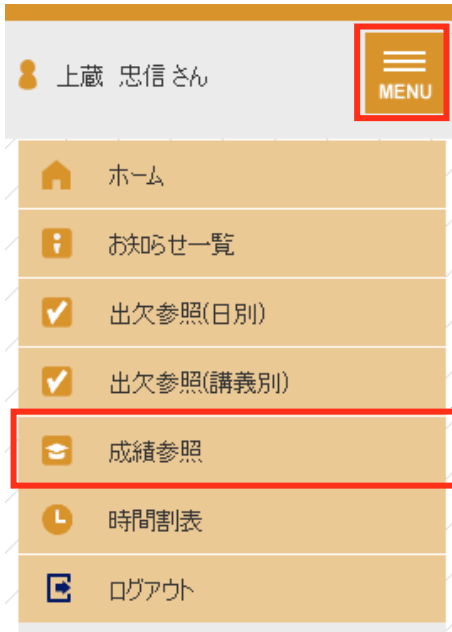 上蔵 忠信さん
MENU
ホーム
お知らせ一覧
出欠参照(日別)
出欠参照(講義別)
成績参照
時間割表
ログアウト